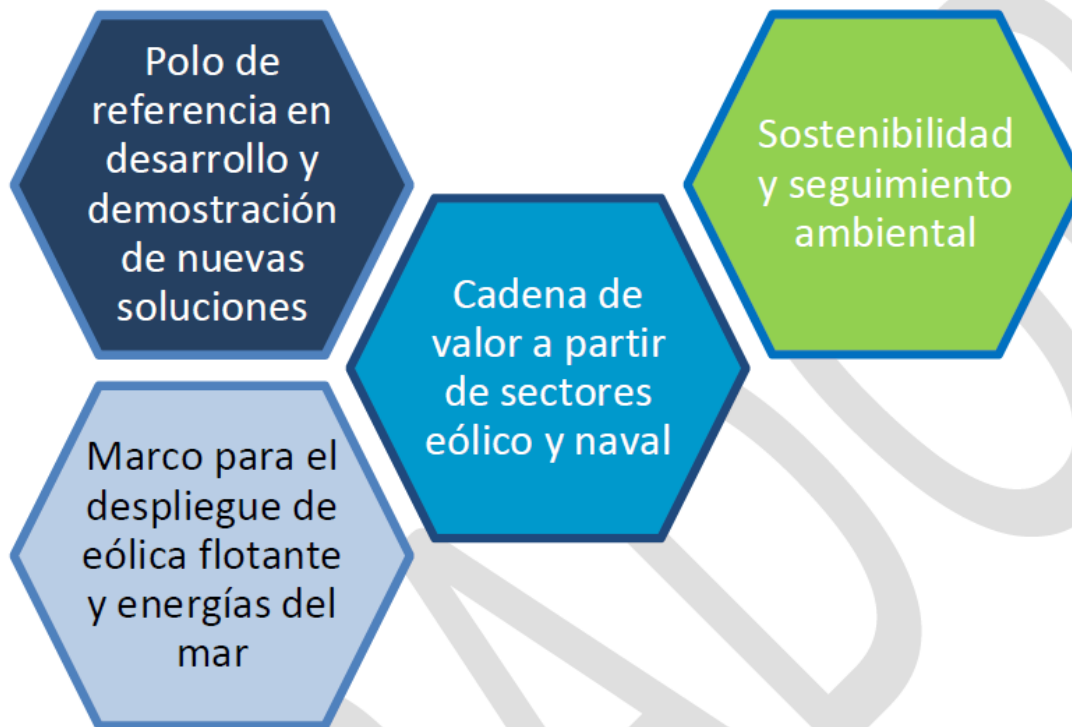 Polo de
referencia en
desarrollo y
demostración
de nuevas
soluciones
Sostenibilidad
y seguimiento
ambiental
Cadena de
valor a partir
de sectores
eólico y naval
Marco para el
despliegue de
eólica flotante
y energías del
mar